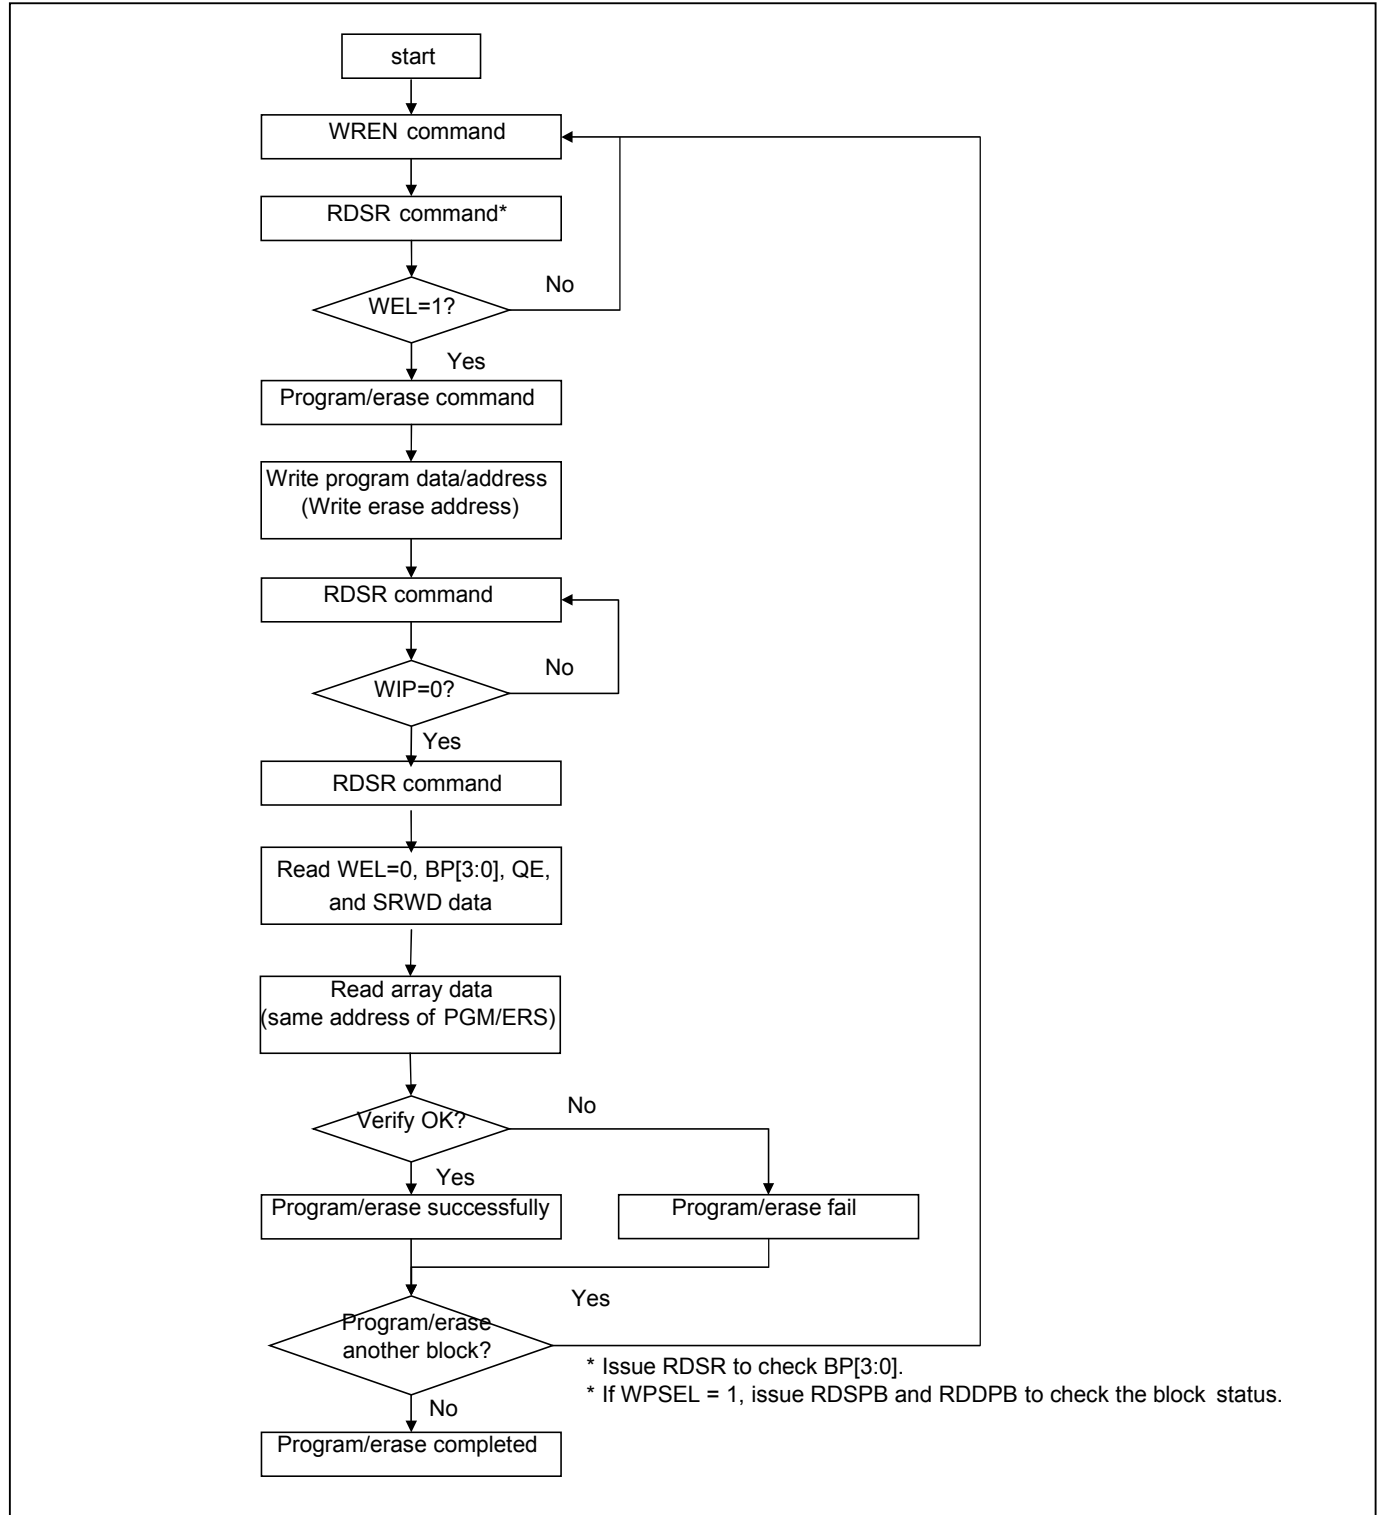 start
WREN command
RDSR command*
No
WEL=1?
Yes
Program/erase command
Write program data/address
(Write erase address)
RDSR command
No
WIP=0?
Yes
RDSR command
Read WEL=0, BP[3:0], QE,
and SRWD data
Read array data
(same address of PGM/ERS)
No
Verify OK?
Yes
Program/erase successfully
Program/erase fail
Yes
Program/erase
another block?
* Issue RDSR to check BP[3:0].
* If WPSEL = 1, issue RDSPB and RDDPB to check the block status.
No
Program/erase completed